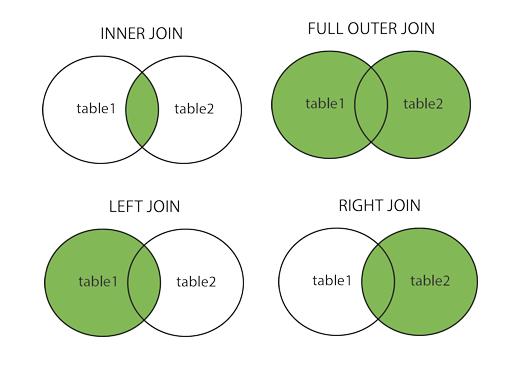 INNER JOIN
table1
table2
FULL OUTER JOIN
table1
table2
LEFT JOIN
table1
table2
RIGHT JOIN
table1
table2